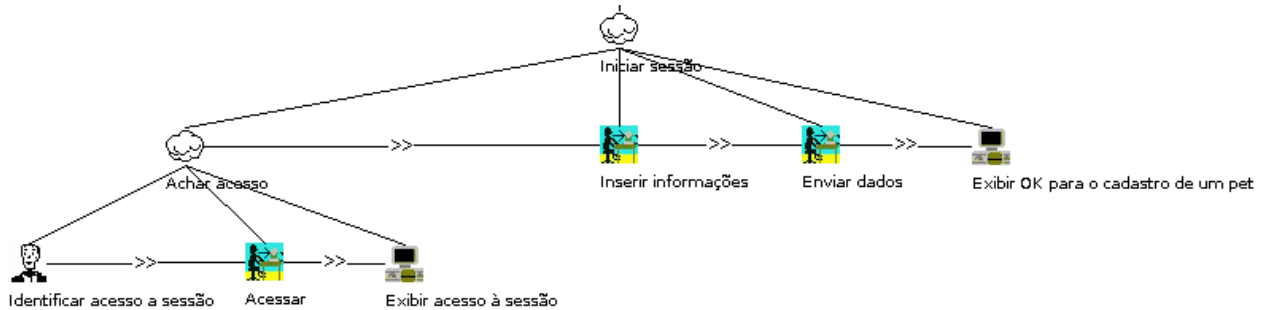 Iniciar sessão
>>
>>
>>
Achar acesso
Inserir informações
Enviar dados
Exibir OK para o cadastro de um pet
>>
>>
Identificar acesso a sessão
Acessar
Exibir acesso à sessão